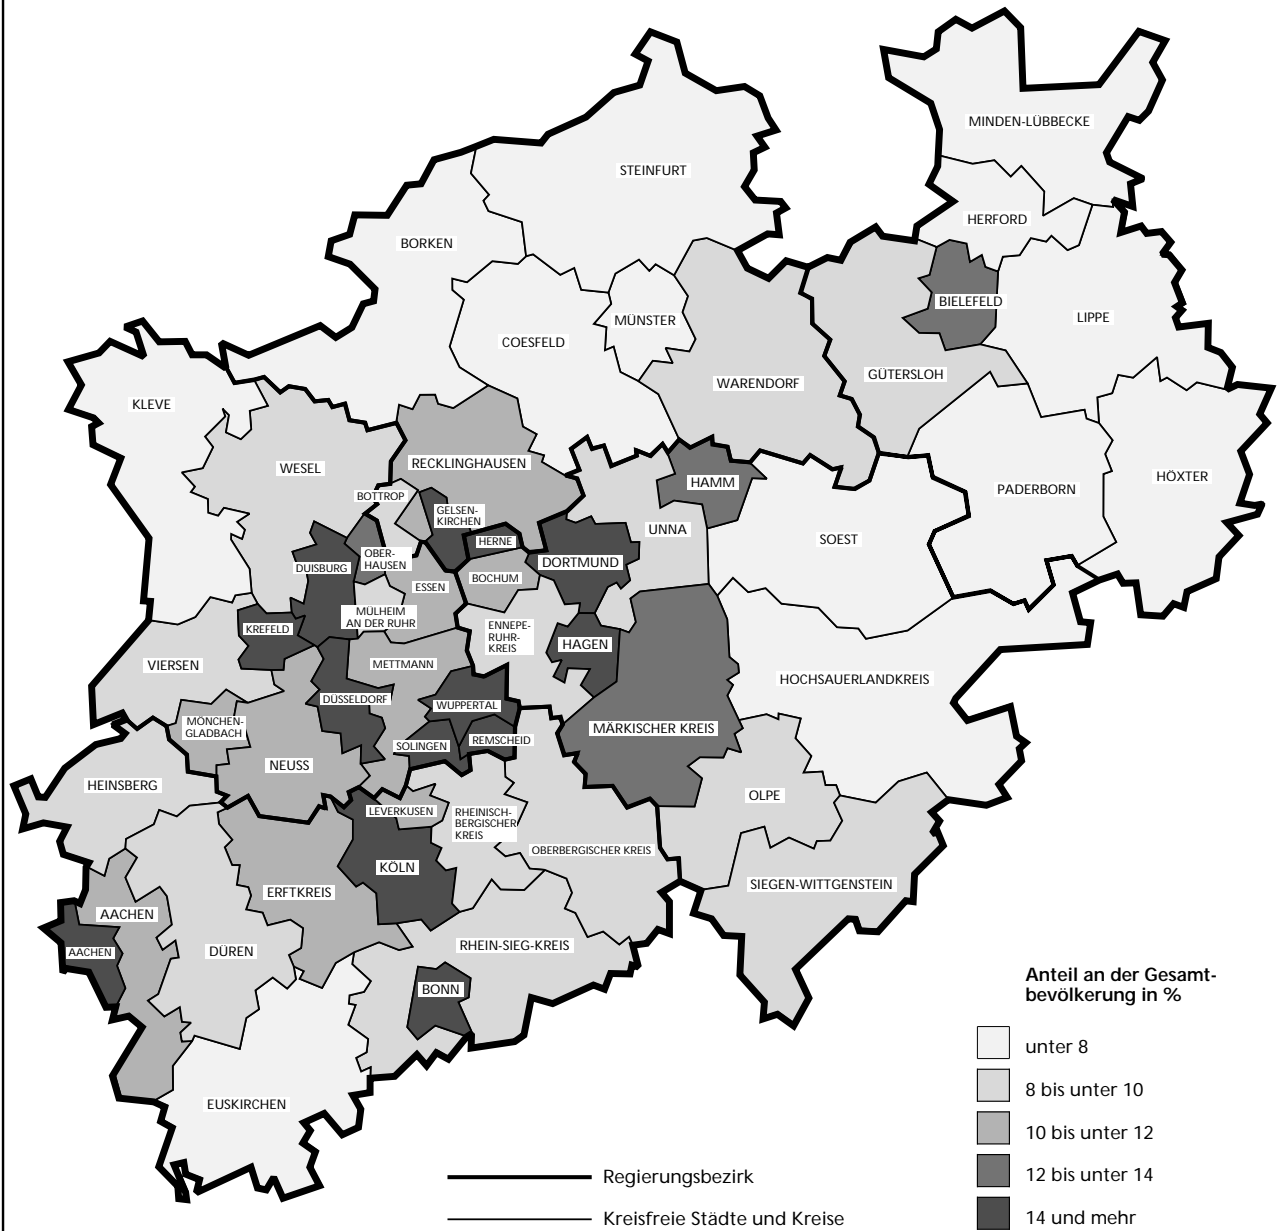 MINDEN-LÜBBECKE
STEINFURT
HERFORD
BORKEN
BIELEFELD
LIPPE
MÜNSTER
COESFELD
GÜTERSLOH
WARENDORF
KLEVE
RECKLINGHAUSEN
WESEL
HÖXTER
HAMM
PADERBORN
BOTTROP
GELSEN-
KIRCHEN
UNNA
SOEST
HERNE
OBER-
HAUSEN
DORTMUND
DUISBURG
BOCHUM
ESSEN
MÜLHEIM
AN DER RUHR
KREFELD
ENNEPE-
RUHR-
KREIS
HAGEN
VIERSEN
METTMANN
HOCHSAUERLANDKREIS
DÜSSELDORF
WUPPERTAL
MÖNCHEN-
GLADBACH
MÄRKISCHER KREIS
REMSCHEID
SOLINGEN
NEUSS
HEINSBERG
OLPE
LEVERKUSEN
RHEINISCH-
BERGISCHER
KREIS
OBERBERGISCHER KREIS
KÖLN
SIEGEN-WITTGENSTEIN
ERFTKREIS
AACHEN
RHEIN-SIEG-KREIS
AACHEN
DÜREN
BONN
EUSKIRCHEN
Anteil an der Gesamt-
bevölkerung in %
unter 8
8 bis unter 10
10 bis unter 12
12 bis unter 14
14 und mehr
Regierungsbezirk
Kreisfreie Städte und Kreise